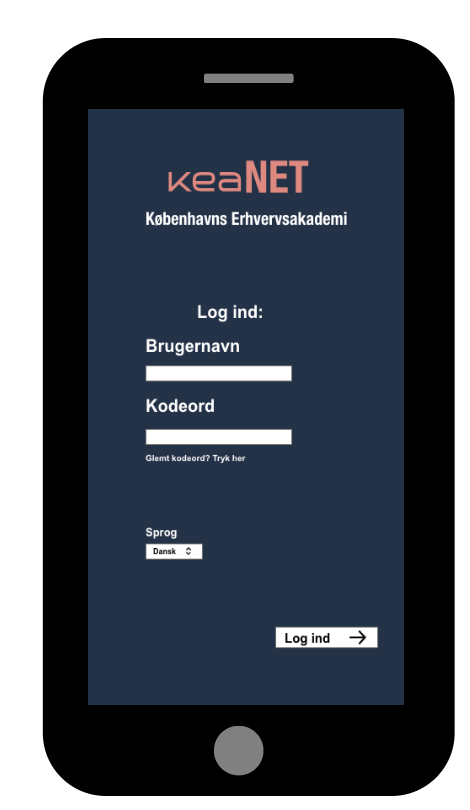 keaNET
Københavns Erhvervsakademi
Log ind:
Brugernavn
Kodeord
Glemt kodeord? Tryk her
Sprog
Dansk
Log ind